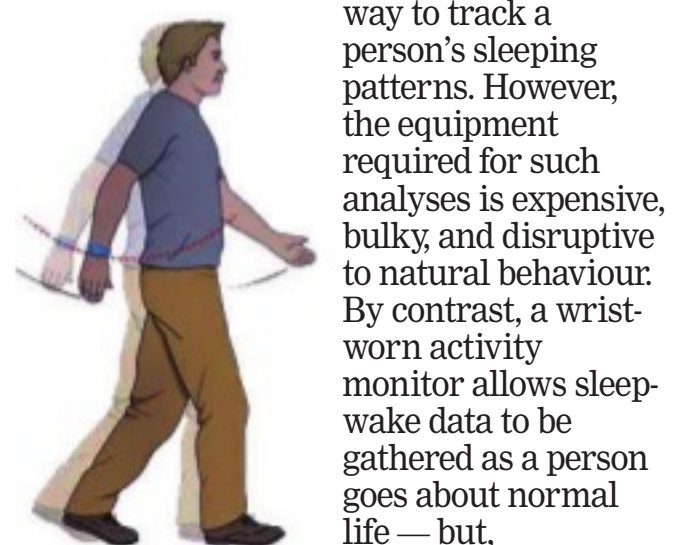 way to track a
person’s sleeping
patterns. However,
the equipment
required for such
analyses is expensive,
bulky, and disruptive
to natural behaviour.
By contrast, a wrist-
worn activity
monitor allows sleep-
wake data to be
gathered as a person
goes about normal
life — but,